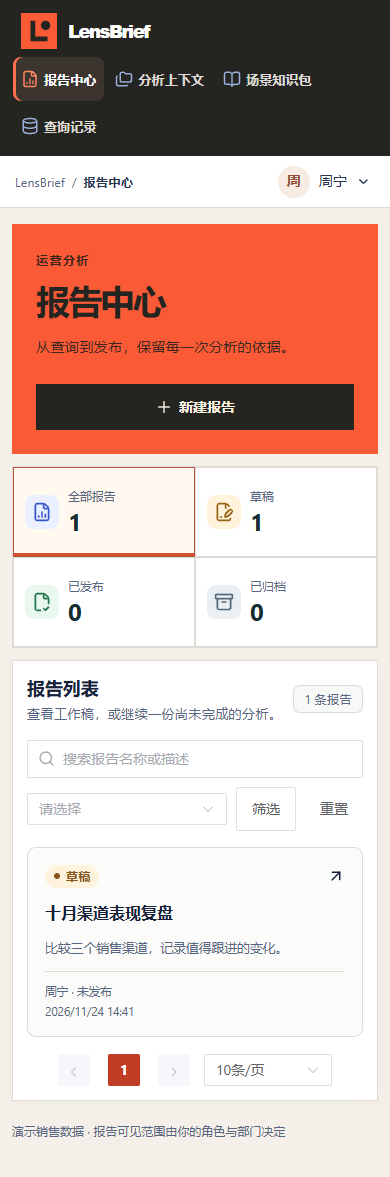 LensBrief
报告中心 分析上下文 场景知识包
查询记录
LensBrief / 报告中心 周 周宁
运营分析
报告中心
从查询到发布，保留每一次分析的依据。
新建报告
全部报告
1
草稿
1
已发布
0
已归档
0
报告列表
查看工作稿，或继续一份尚未完成的分析。
1 条报告
搜索报告名称或描述
请选择 筛选 重置
草稿
十月渠道表现复盘
比较三个销售渠道，记录值得跟进的变化。
周宁 · 未发布
2026/11/24 14:41
1 10条/页
演示销售数据 · 报告可见范围由你的角色与部门决定